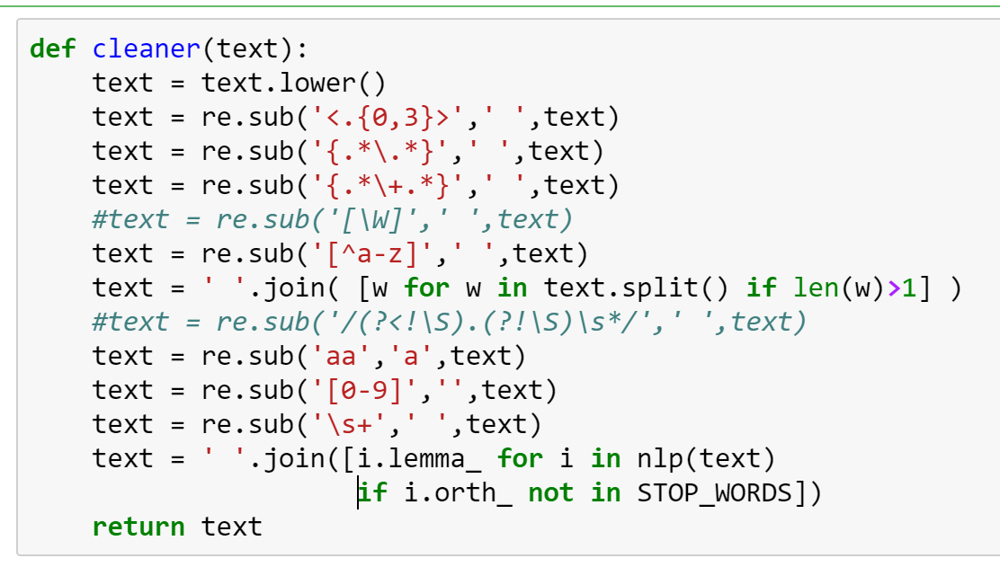 def cleaner(text):
    text = text.lower()
    text = re.sub('<.{0,3}>',' ',text)
    text = re.sub('{.*\.*}',' ',text)
    text = re.sub('{.*\+.*}',' ',text)
    #text = re.sub('[\W]',' ',text)
    text = re.sub('[^a-z]',' ',text)
    text = ' '.join( [w for w in text.split() if len(w)>1] )
    #text = re.sub('/(?<!\S).(?!\S)\s*/',' ',text)
    text = re.sub('aa','a',text)
    text = re.sub('[0-9]','',text)
    text = re.sub('\s+',' ',text)
    text = ' '.join([i.lemma_ for i in nlp(text)
                     if i.orth_ not in STOP_WORDS])
    return text